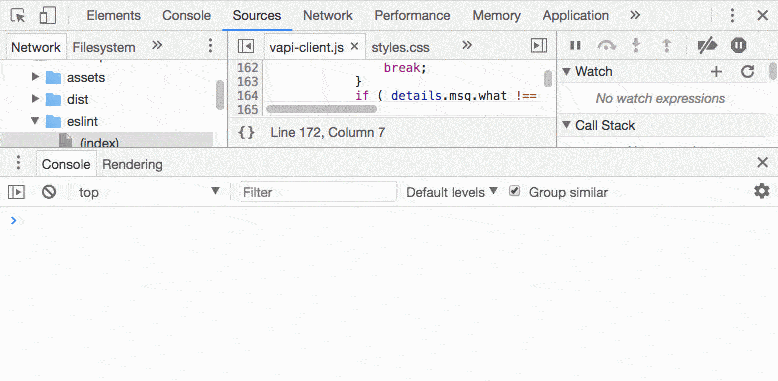 Elements Console Sources Network Performance Memory Application »
Network Filesystem »
vapi-client.js × styles.css »
assets
dist
eslint
(index)
162 break;
163 }
164 if ( details.msg.what !==
165
{} Line 172, Column 7
Watch
No watch expressions
Call Stack
Console Rendering
top Filter Default levels Group similar